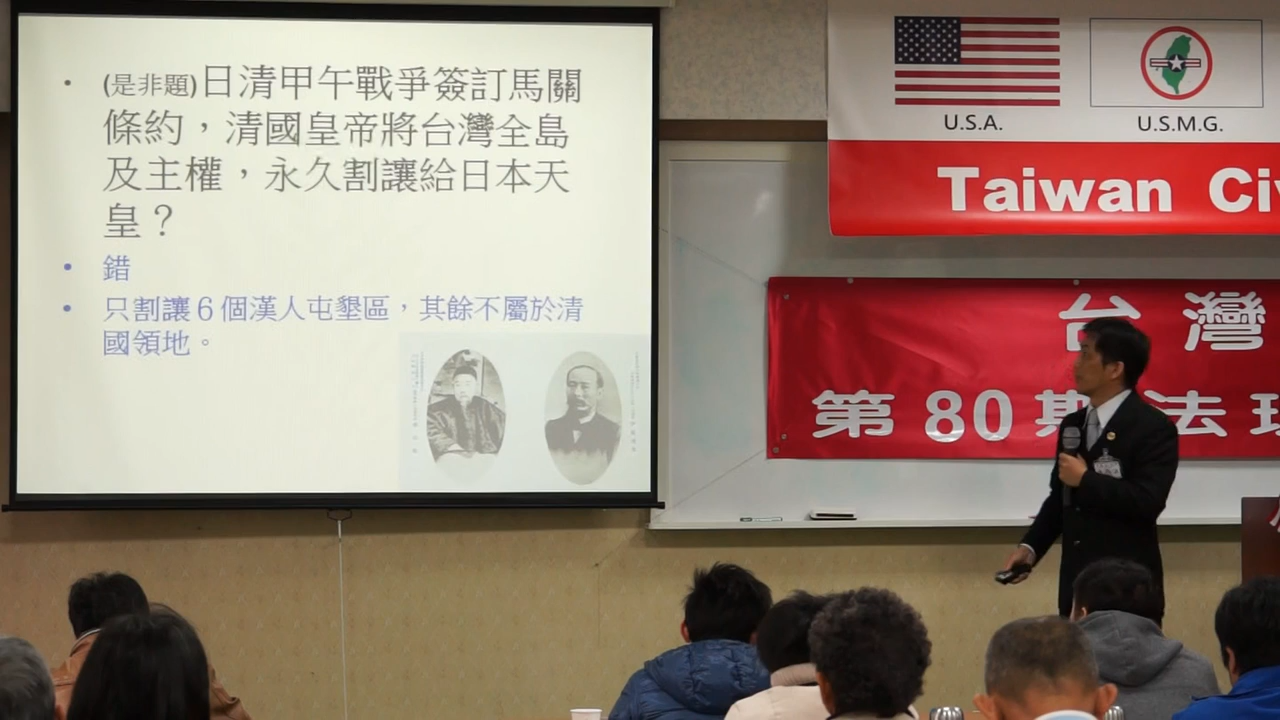 (是非題)日清甲午戰爭簽訂馬關
條約，清國皇帝將台灣全島
及主權，永久割讓給日本天
皇？
錯
只割讓6個漢人屯墾區，其餘不屬於清
國領地。
U.S.A.
U.S.M.G.
Taiwan Civ
台灣
第80期法理